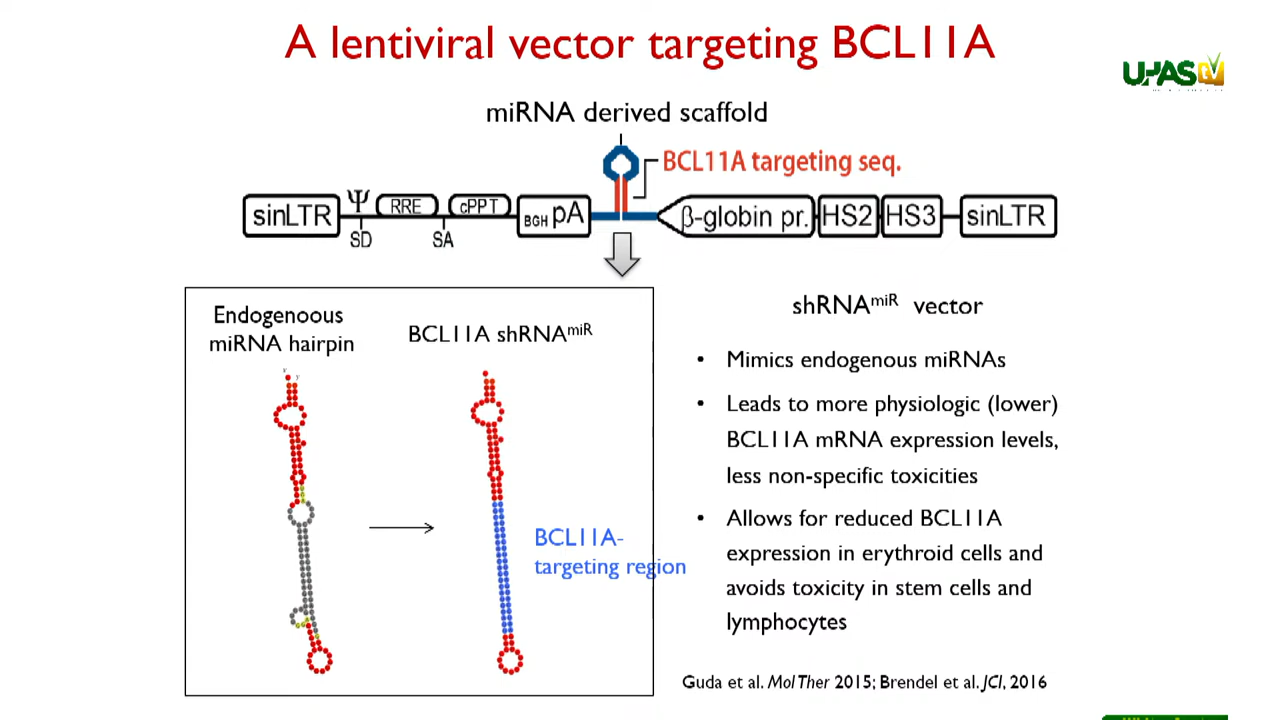 A lentiviral vector targeting BCL11A
UPAS TV
miRNA derived scaffold
BCL11A targeting seq.
sinLTR Ψ RRE cPPT BGH pA β-globin pr. HS2 HS3 sinLTR
SD SA
Endogenoous
miRNA hairpin
BCL11A shRNAmiR
BCL11A-
targeting region
shRNAmiR vector
• Mimics endogenous miRNAs
• Leads to more physiologic (lower)
BCL11A mRNA expression levels,
less non-specific toxicities
• Allows for reduced BCL11A
expression in erythroid cells and
avoids toxicity in stem cells and
lymphocytes
Guda et al. Mol Ther 2015; Brendel et al. JCI, 2016